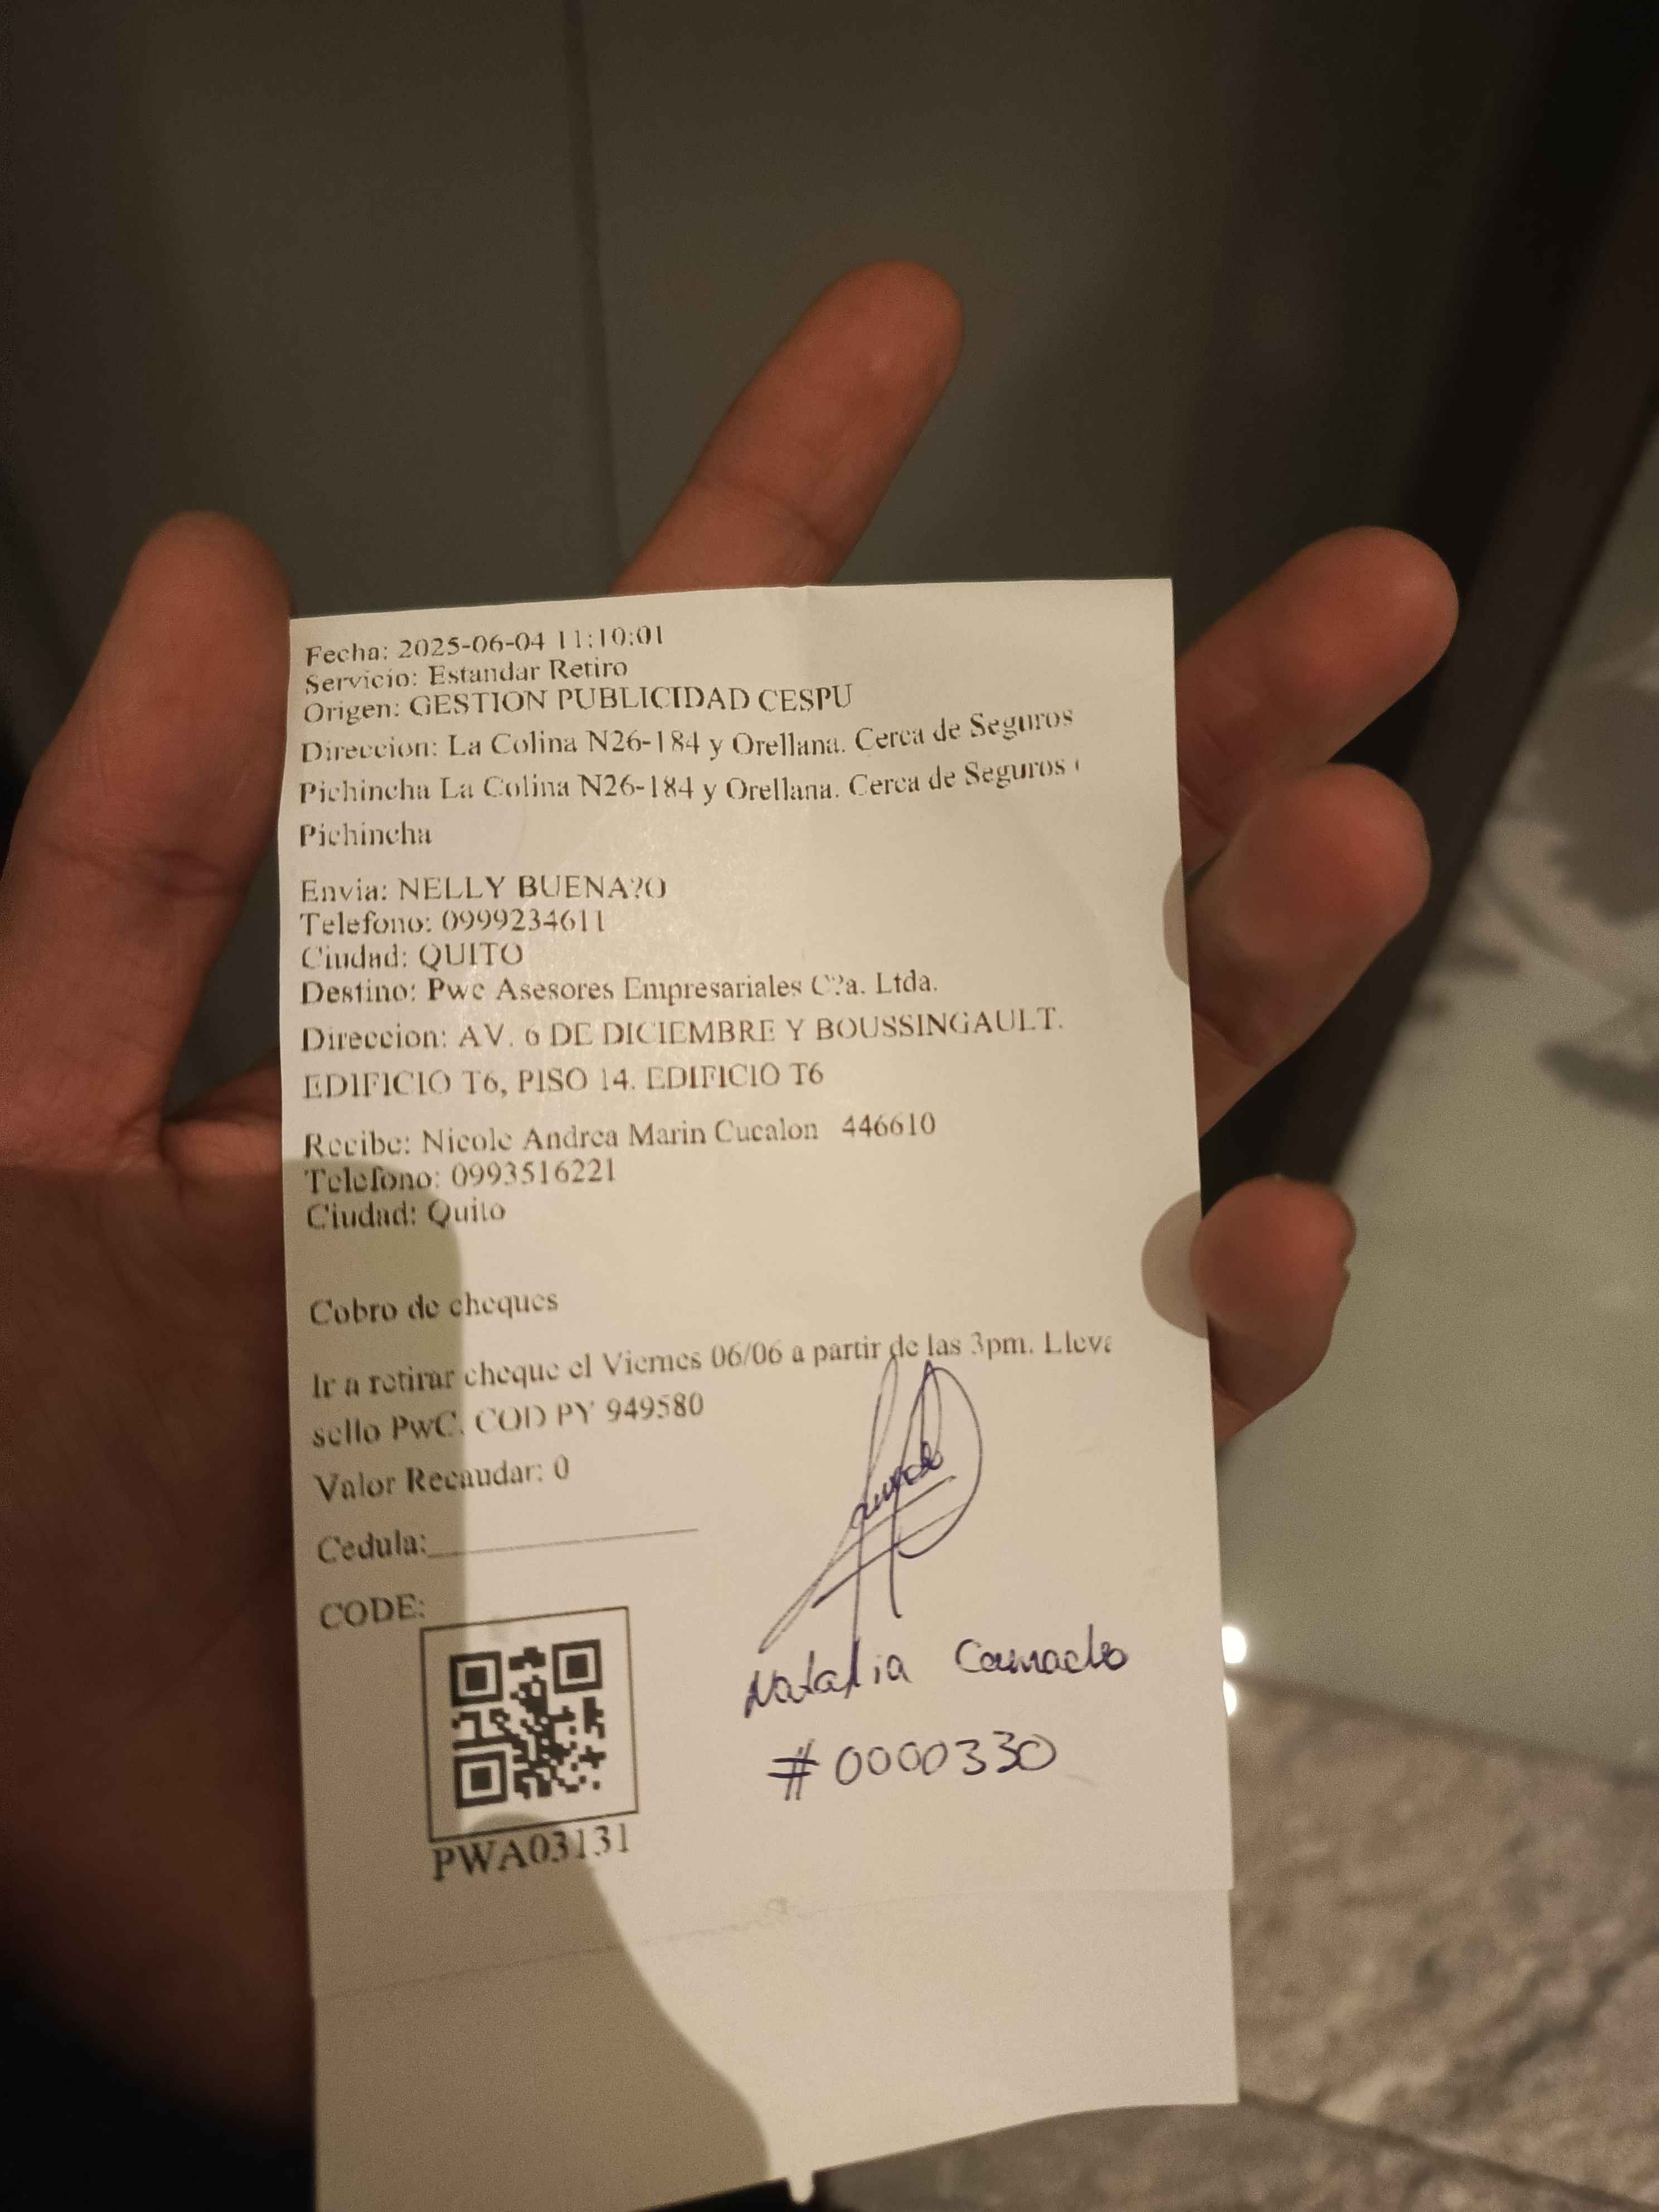 Fecha: 2025-06-04 11:10:01
Servicio: Estandar Retiro
Origen: GESTION PUBLICIDAD CESPU
Direccion: La Colina N26-184 y Orellana. Cerca de Seguros
Pichincha La Colina N26-184 y Orellana. Cerca de Seguros
Pichincha
Envia: NELLY BUENA?O
Telefono: 0999234611
Ciudad: QUITO
Destino: Pwc Asesores Empresariales C?a. Ltda.
Direccion: AV. 6 DE DICIEMBRE Y BOUSSINGAULT.
EDIFICIO T6, PISO 14. EDIFICIO T6
Recibe: Nicole Andrea Marin Cucalon 446610
Telefono: 0993516221
Ciudad: Quito
Cobro de cheques
Ir a retirar cheque el Viernes 06/06 a partir de las 3pm. Lleva
sello PwC. COD PY 949580
Valor Recaudar: 0
Cedula:
CODE:
Natalia Camacho
#0000330
PWA03131